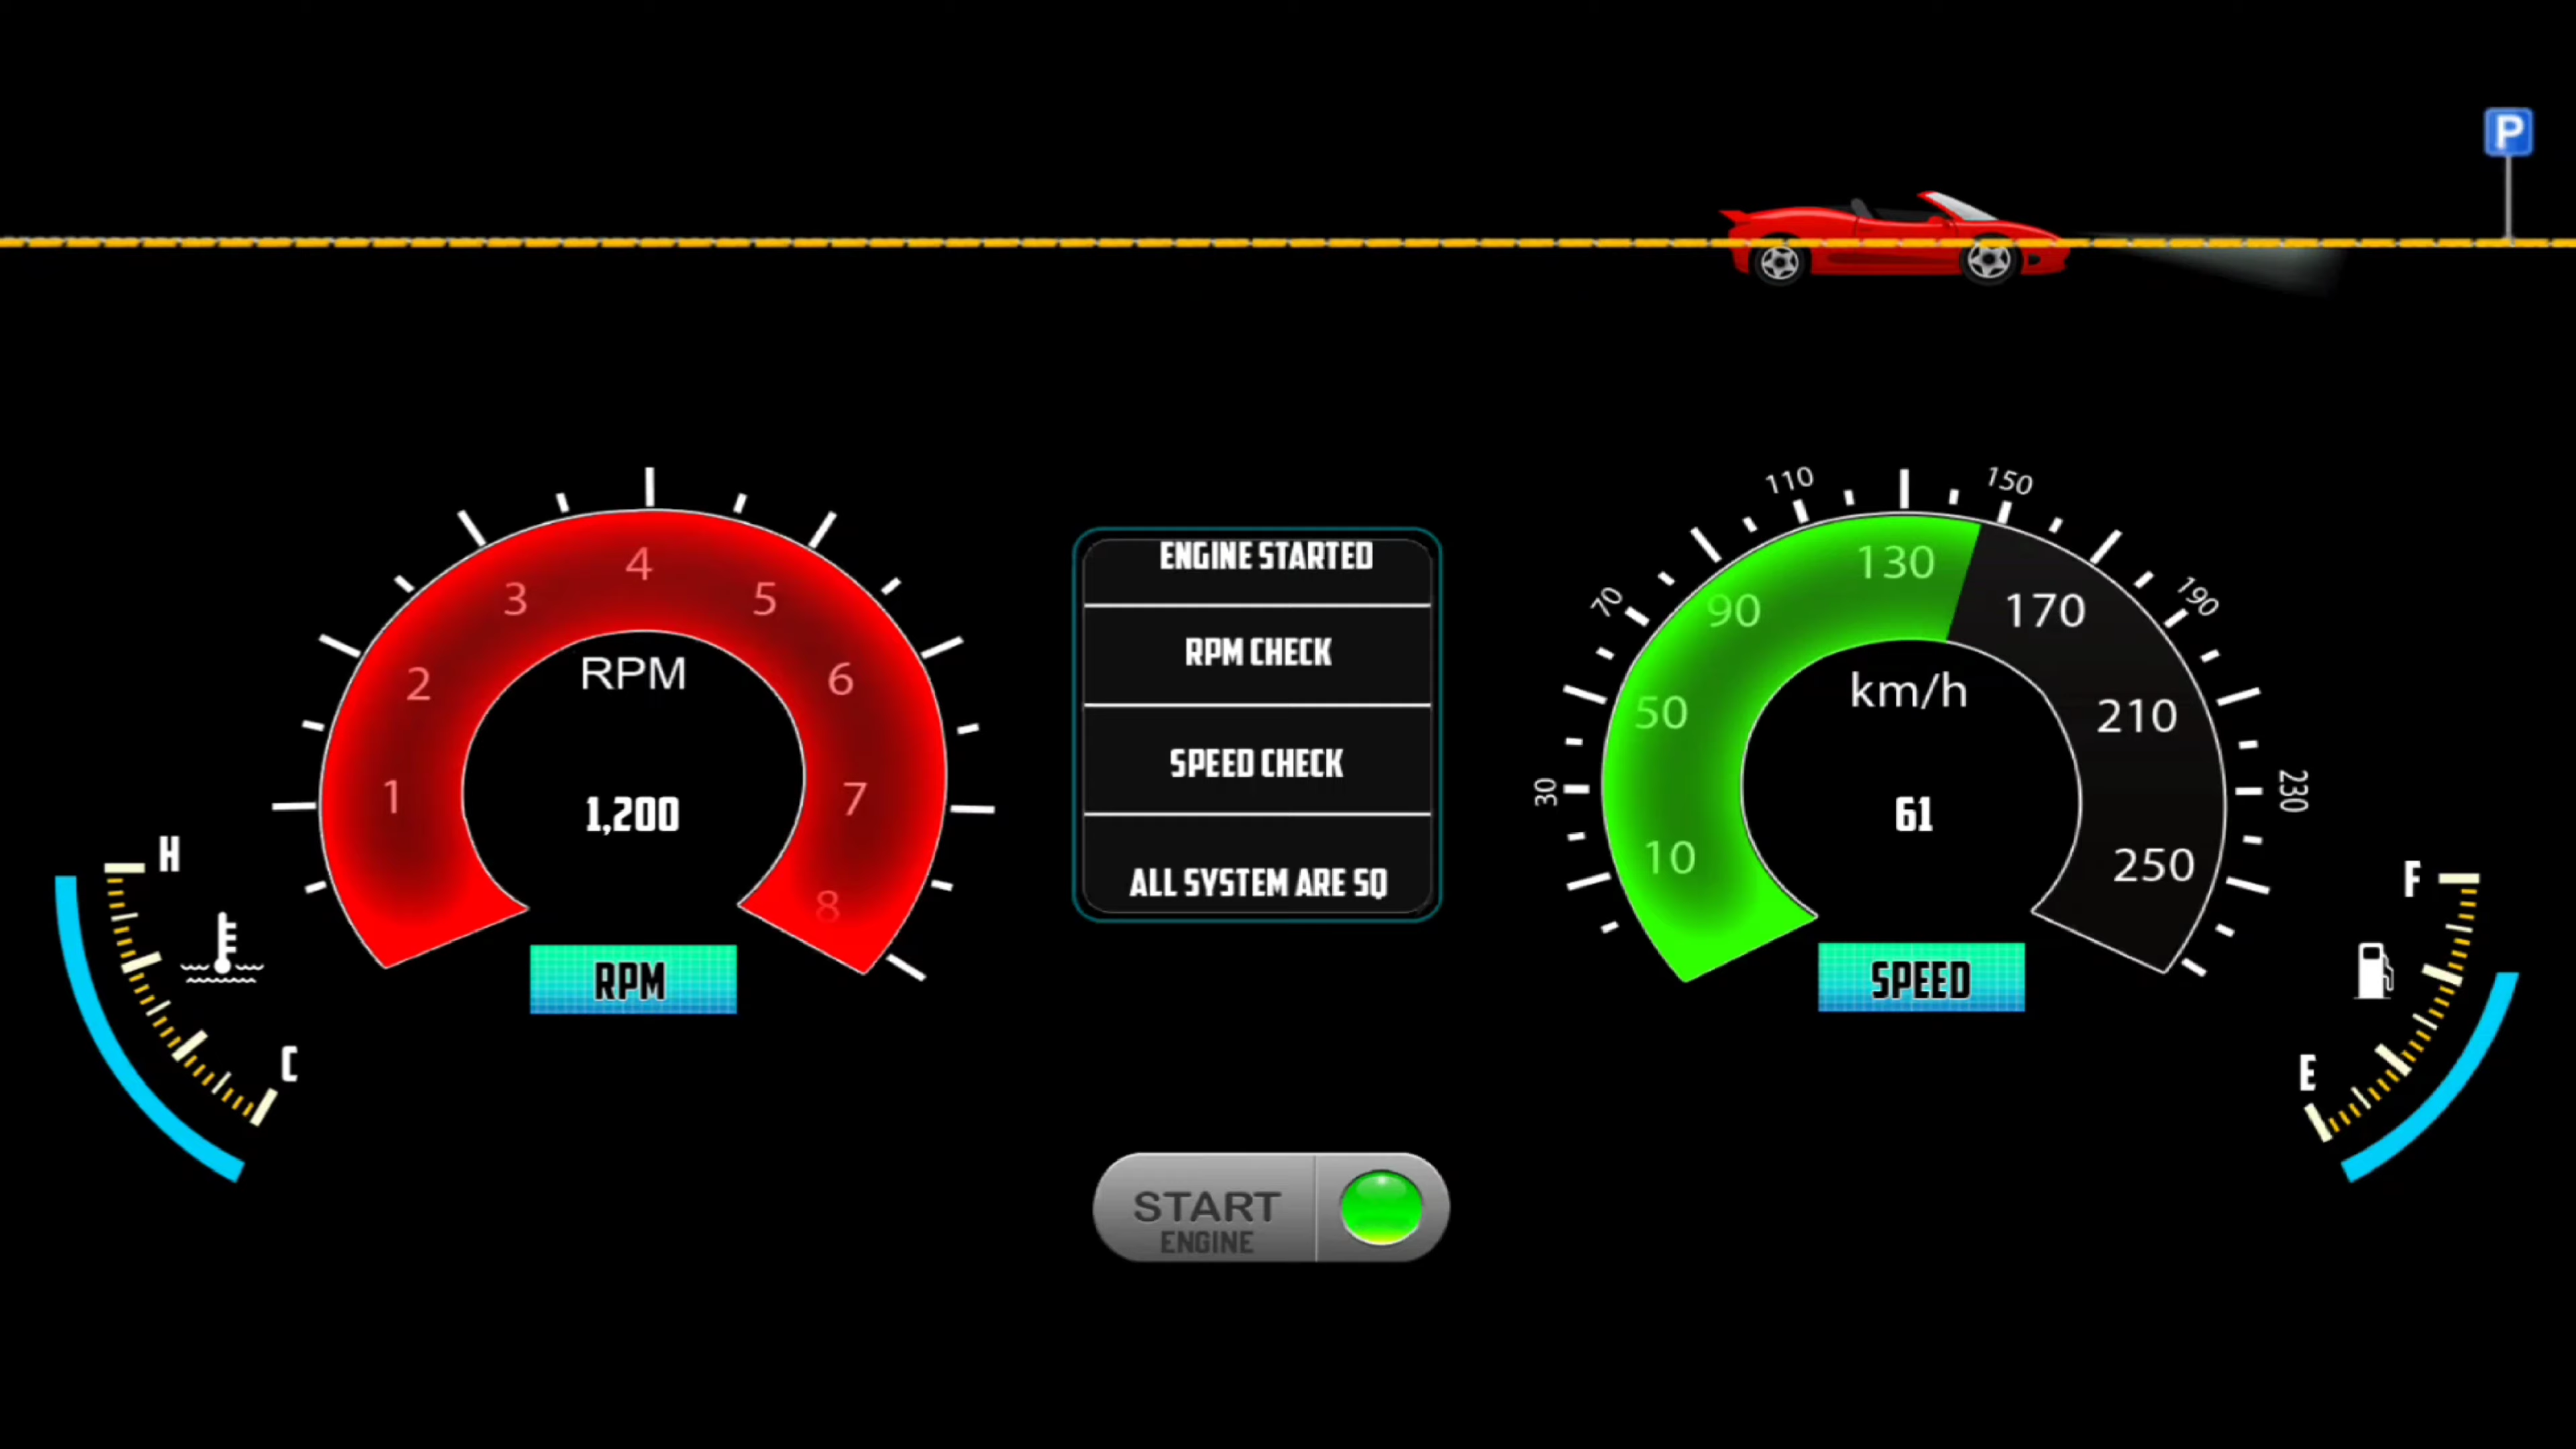 P
110
150
70
190
30
230
130
90
170
50
210
10
250
km/h
61
SPEED
4
3
5
2
6
1
7
8
RPM
1,200
RPM
ENGINE STARTED
RPM CHECK
SPEED CHECK
ALL SYSTEM ARE SQ
H
C
F
E
START
ENGINE